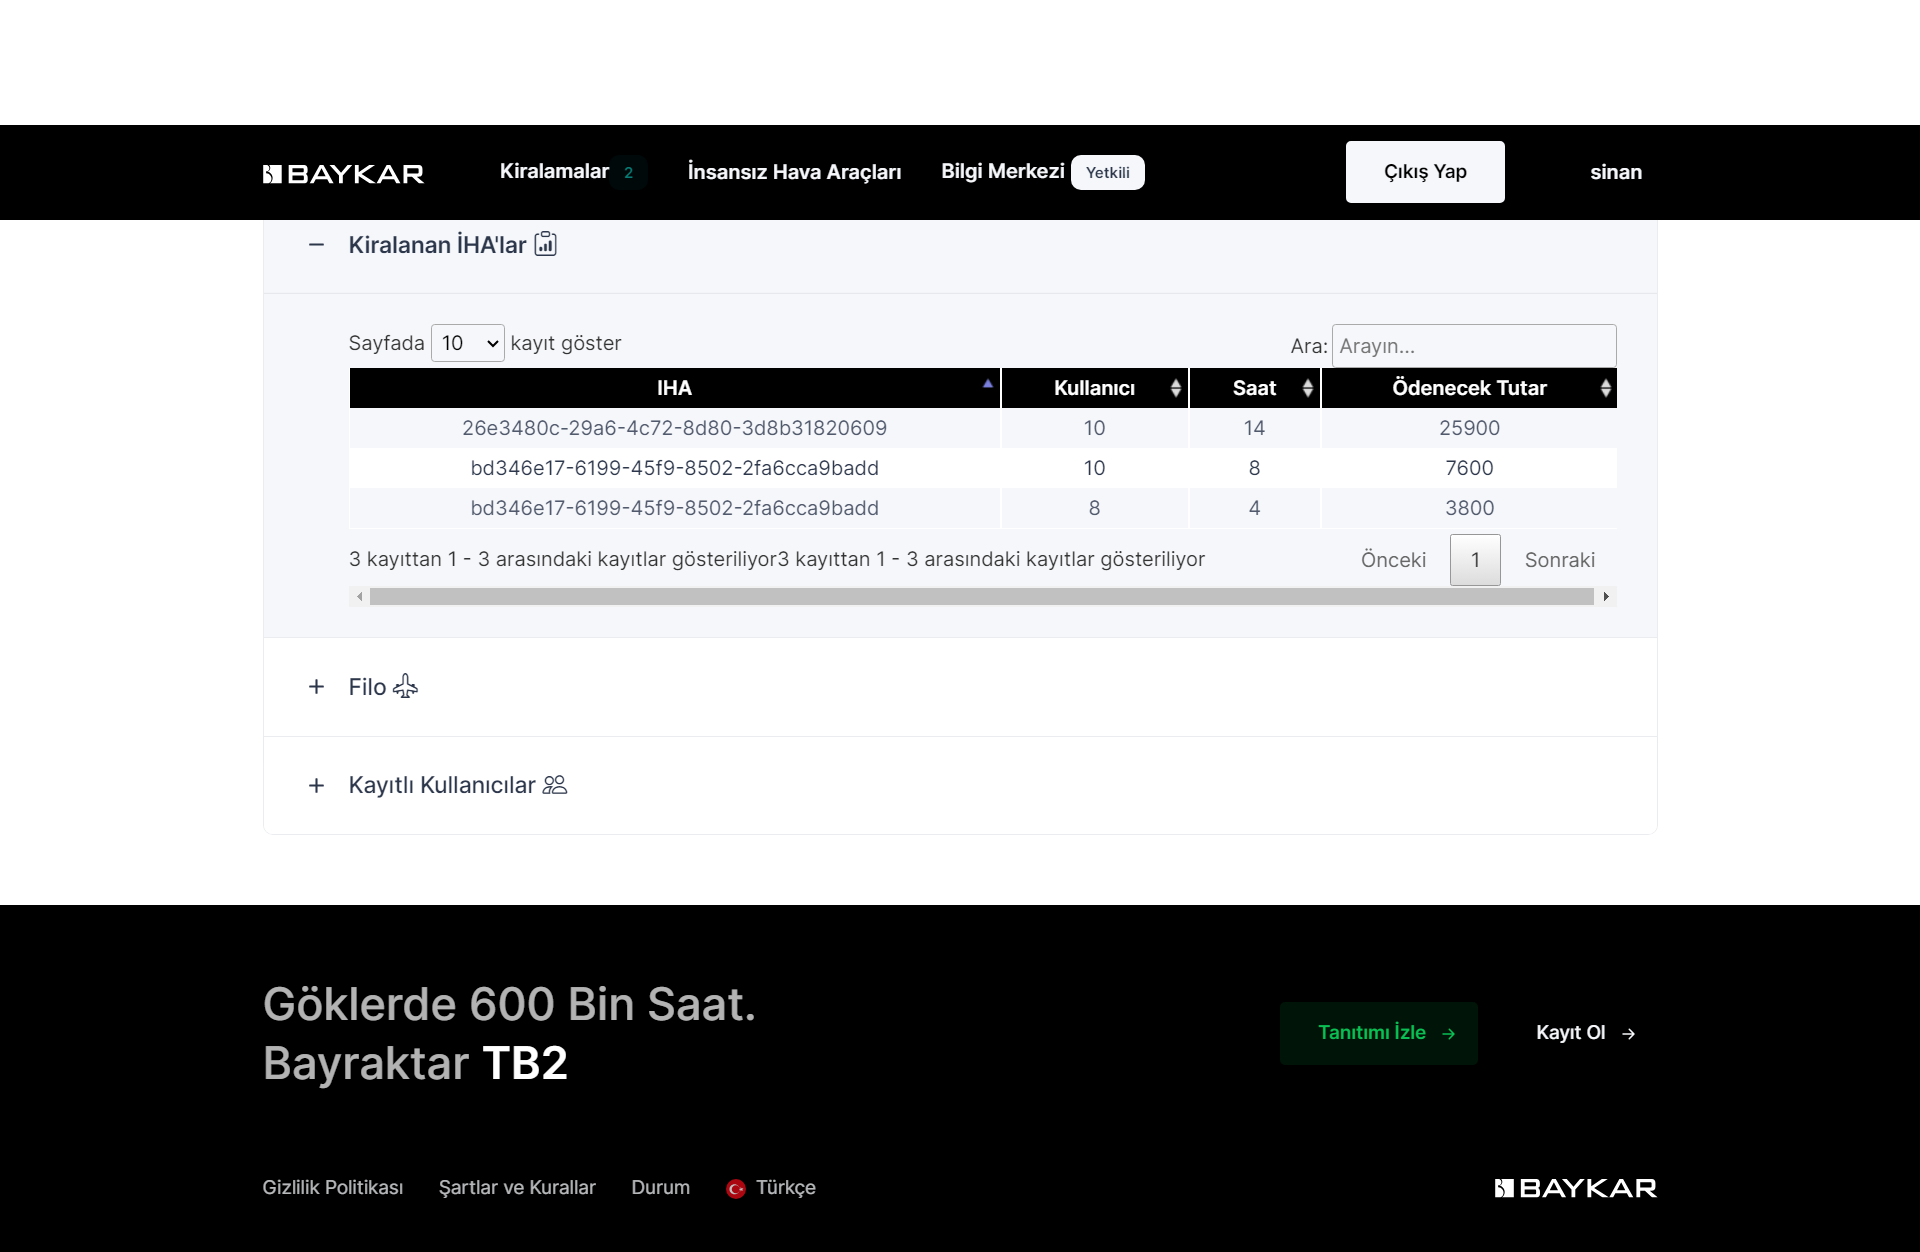 BAYKAR Kiralamalar 2 İnsansız Hava Araçları Bilgi Merkezi Yetkili Çıkış Yap sinan
Kiralanan İHA'lar
Sayfada 10 kayıt göster Ara: Arayın...
IHA Kullanıcı Saat Ödenecek Tutar
26e3480c-29a6-4c72-8d80-3d8b31820609 10 14 25900
bd346e17-6199-45f9-8502-2fa6cca9badd 10 8 7600
bd346e17-6199-45f9-8502-2fa6cca9badd 8 4 3800
3 kayıttan 1 - 3 arasındaki kayıtlar gösteriliyor3 kayıttan 1 - 3 arasındaki kayıtlar gösteriliyor Önceki 1 Sonraki
Filo
Kayıtlı Kullanıcılar
Göklerde 600 Bin Saat.
Bayraktar TB2
Tanıtımı İzle → Kayıt Ol →
Gizlilik Politikası Şartlar ve Kurallar Durum Türkçe BAYKAR